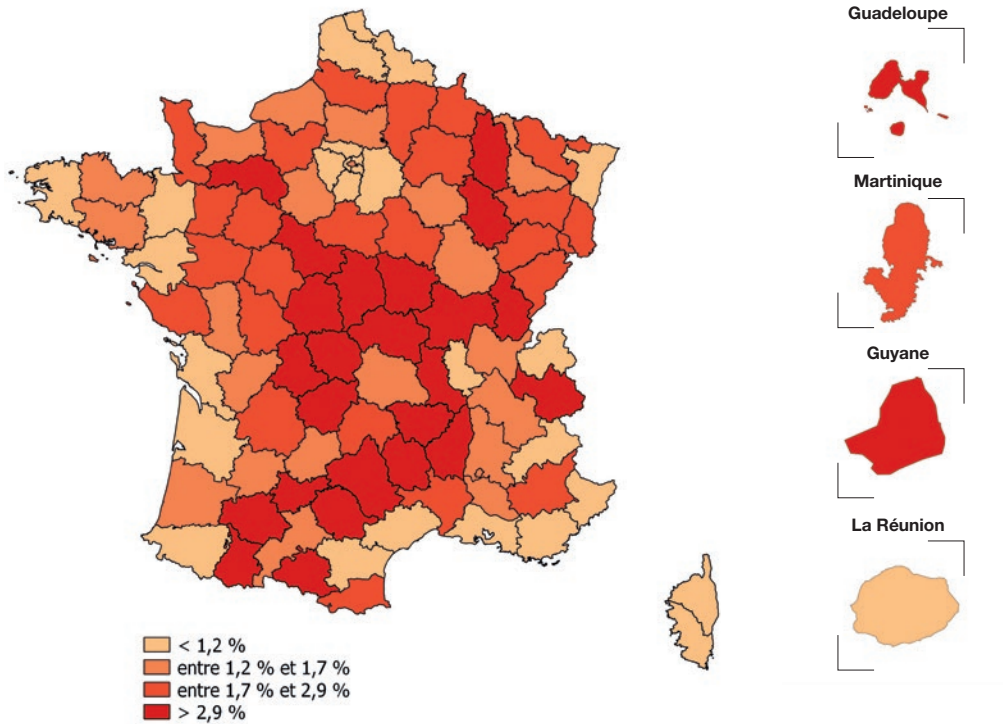 Guadeloupe
Martinique
Guyane
La Réunion
< 1,2 %
entre 1,2 % et 1,7 %
entre 1,7 % et 2,9 %
> 2,9 %